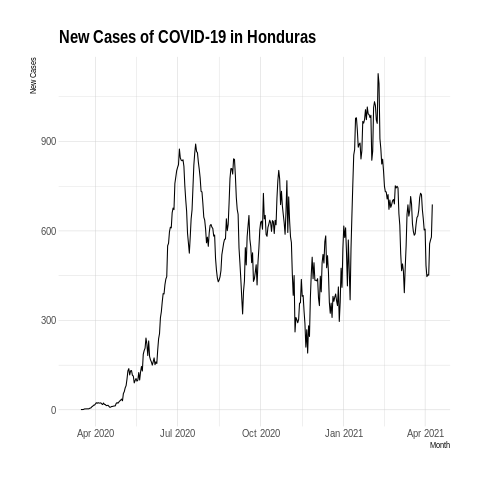 New Cases of COVID-19 in Honduras
New Cases
900
600
300
0
Apr 2020 Jul 2020 Oct 2020 Jan 2021 Apr 2021
Month